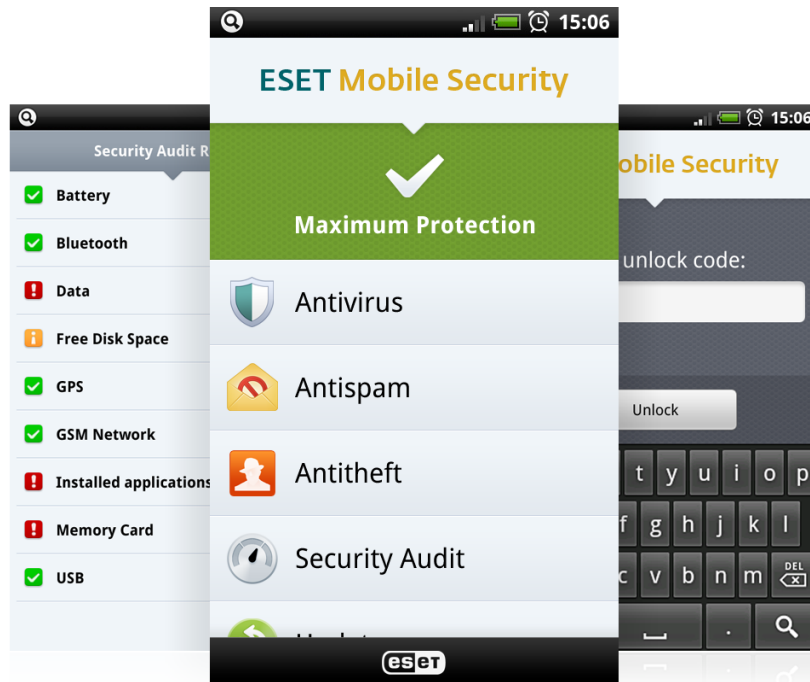 15:06
ESET Mobile Security
Maximum Protection
Antivirus
Antispam
Antitheft
Security Audit
eseT
Security Audit R
Battery
Bluetooth
Data
Free Disk Space
GPS
GSM Network
Installed applications
Memory Card
USB
15:06
obile Security
unlock code:
Unlock
t y u i o p
f g h j k l
c v b n m DEL
.